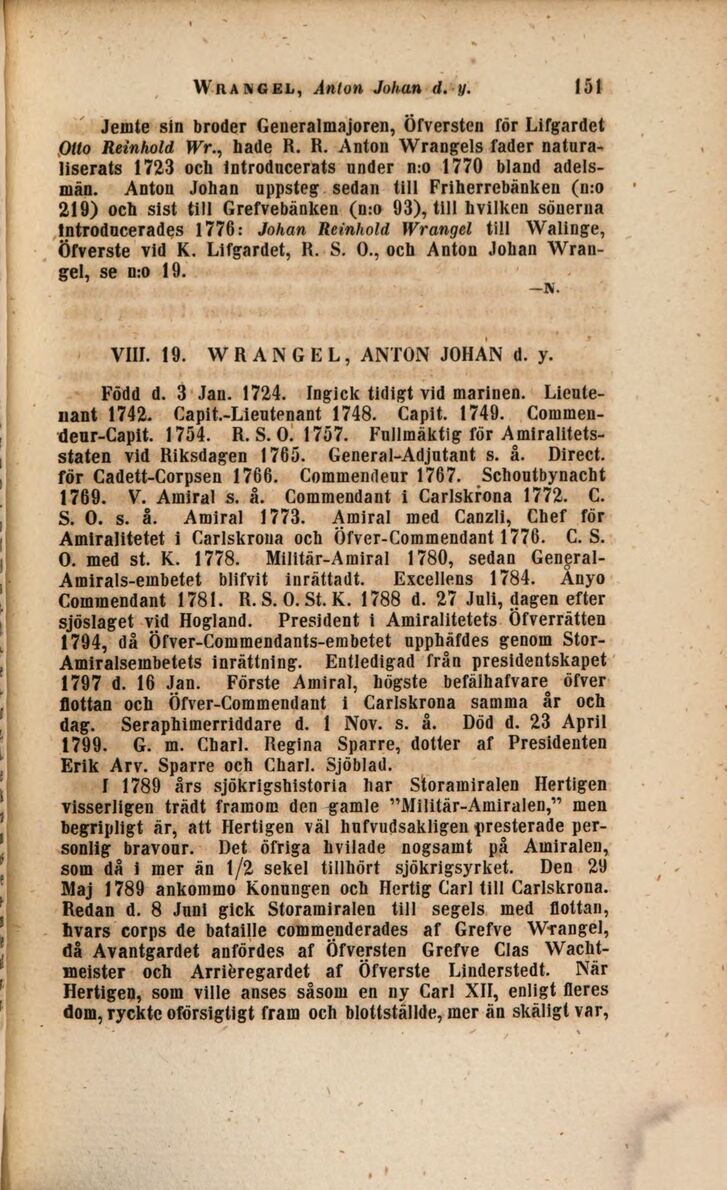 WRANGEL, Anton Johan d. y. 151
Jemte sin broder Generalmajoren, Öfversten för Lifgardet
Otto Reinhold Wr., hade R. R. Anton Wrangels fader natura-
liserats 1723 och introducerats under n:o 1770 bland adels-
män. Anton Johan uppsteg sedan till Friherrebänken (n:o
219) och sist till Grefvebänken (n:o 93), till hvilken sönerna
introducerades 1776: Johan Reinhold Wrangel till Walinge,
Öfverste vid K. Lifgardet, R. S. O., och Anton Johan Wran-
gel, se n:o 19.
—N.
VIII. 19. WRANGEL, ANTON JOHAN d. y.
Född d. 3 Jan. 1724. Ingick tidigt vid marinen. Lieute-
nant 1742. Capit.-Lieutenant 1748. Capit. 1749. Commen-
deur-Capit. 1754. R. S. O. 1757. Fullmäktig för Amiralitets-
staten vid Riksdagen 1765. General-Adjutant s. å. Direct.
för Cadett-Corpsen 1766. Commendeur 1767. Schoutbynacht
1769. V. Amiral s. å. Commendant i Carlskrona 1772. C.
S. O. s. å. Amiral 1773. Amiral med Canzli, Chef för
Amiralitetet i Carlskrona och Öfver-Commendant 1776. C. S.
O. med st. K. 1778. Militär-Amiral 1780, sedan General-
Amirals-embetet blifvit inrättadt. Excellens 1784. Ånyo
Commendant 1781. R. S. O. St. K. 1788 d. 27 Juli, dagen efter
sjöslaget vid Hogland. President i Amiralitetets Öfverrätten
1794, då Öfver-Commendants-embetet upphäfdes genom Stor-
Amiralsembetets inrättning. Entledigad från presidentskapet
1797 d. 16 Jan. Förste Amiral, högste befälhafvare öfver
flottan och Öfver-Commendant i Carlskrona samma år och
dag. Seraphimerriddare d. 1 Nov. s. å. Död d. 23 April
1799. G. m. Charl. Regina Sparre, dotter af Presidenten
Erik Arv. Sparre och Charl. Sjöblad.
I 1789 års sjökrigshistoria har Storamiralen Hertigen
visserligen trädt framom den gamle ”Militär-Amiralen,” men
begripligt är, att Hertigen väl hufvudsakligen presterade per-
sonlig bravour. Det öfriga hvilade nogsamt på Amiralen,
som då i mer än 1/2 sekel tillhört sjökrigsyrket. Den 29
Maj 1789 ankommo Konungen och Hertig Carl till Carlskrona.
Redan d. 8 Juni gick Storamiralen till segels med flottan,
hvars corps de bataille commenderades af Grefve Wrangel,
då Avantgardet anfördes af Öfversten Grefve Clas Wacht-
meister och Arrièregardet af Öfverste Linderstedt. När
Hertigen, som ville anses såsom en ny Carl XII, enligt fleres
dom, ryckte oförsigtigt fram och blottställde, mer än skäligt var,